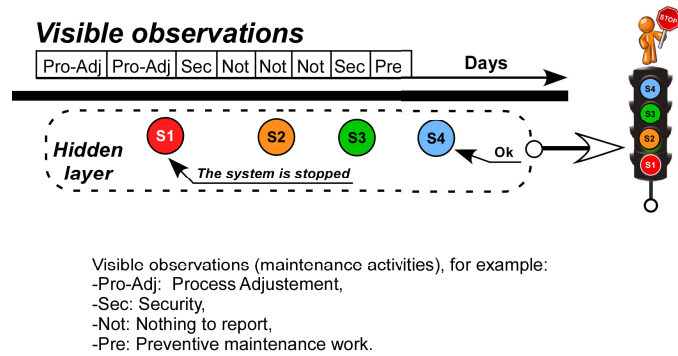 Visible observations
STOP
Pro-Adj Pro-Adj Sec Not Not Not Sec Pre Days
S1 S2 S3 S4
Hidden
layer
Ok
The system is stopped
S4
S3
S2
S1
Visible observations (maintenance activities), for example:
-Pro-Adj: Process Adjustement,
-Sec: Security,
-Not: Nothing to report,
-Pre: Preventive maintenance work.